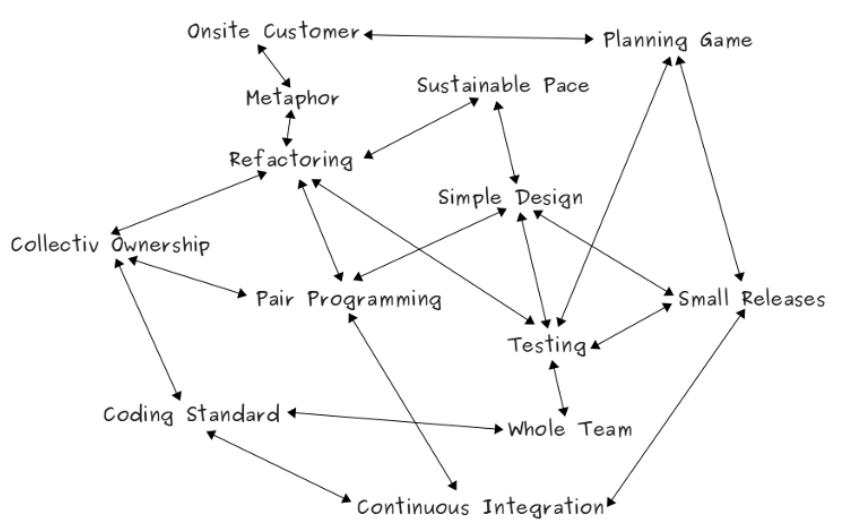 Onsite Customer
Planning Game
Sustainable Pace
Metaphor
Refactoring
Simple Design
Collectiv Ownership
Pair Programming
Small Releases
Testing
Coding Standard
Whole Team
Continuous Integration